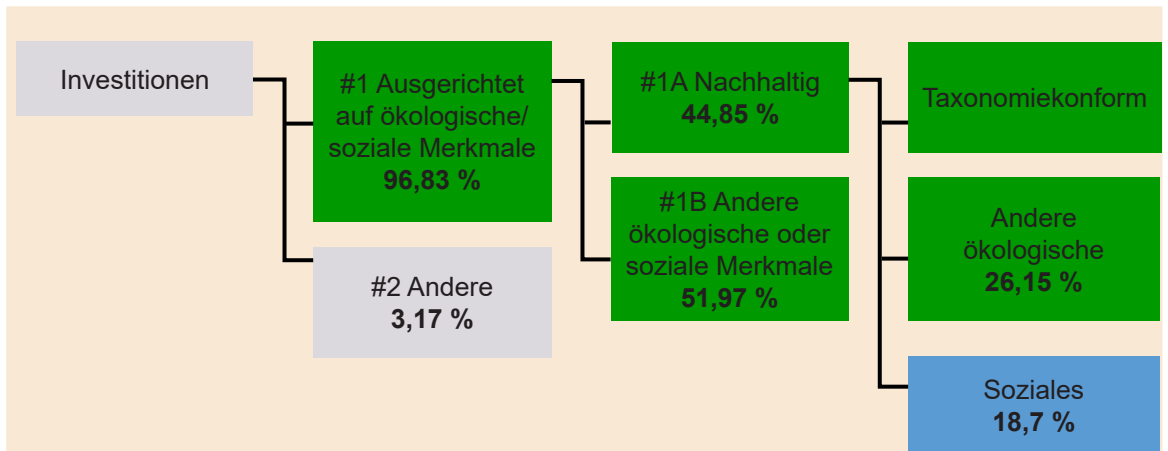 Investitionen
#1 Ausgerichtet
auf ökologische/
soziale Merkmale
96,83 %
#2 Andere
3,17 %
#1A Nachhaltig
44,85 %
#1B Andere
ökologische oder
soziale Merkmale
51,97 %
Taxonomiekonform
Andere
ökologische
26,15 %
Soziales
18,7 %